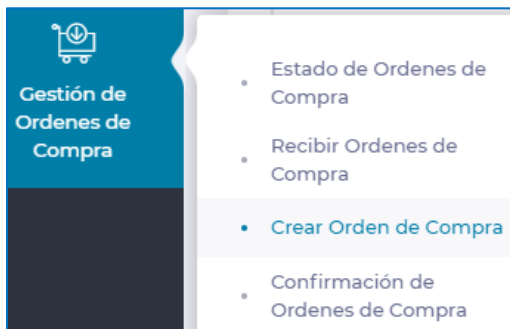 Gestión de
Ordenes de
Compra
Estado de Ordenes de
Compra
Recibir Ordenes de
Compra
Crear Orden de Compra
Confirmación de
Ordenes de Compra